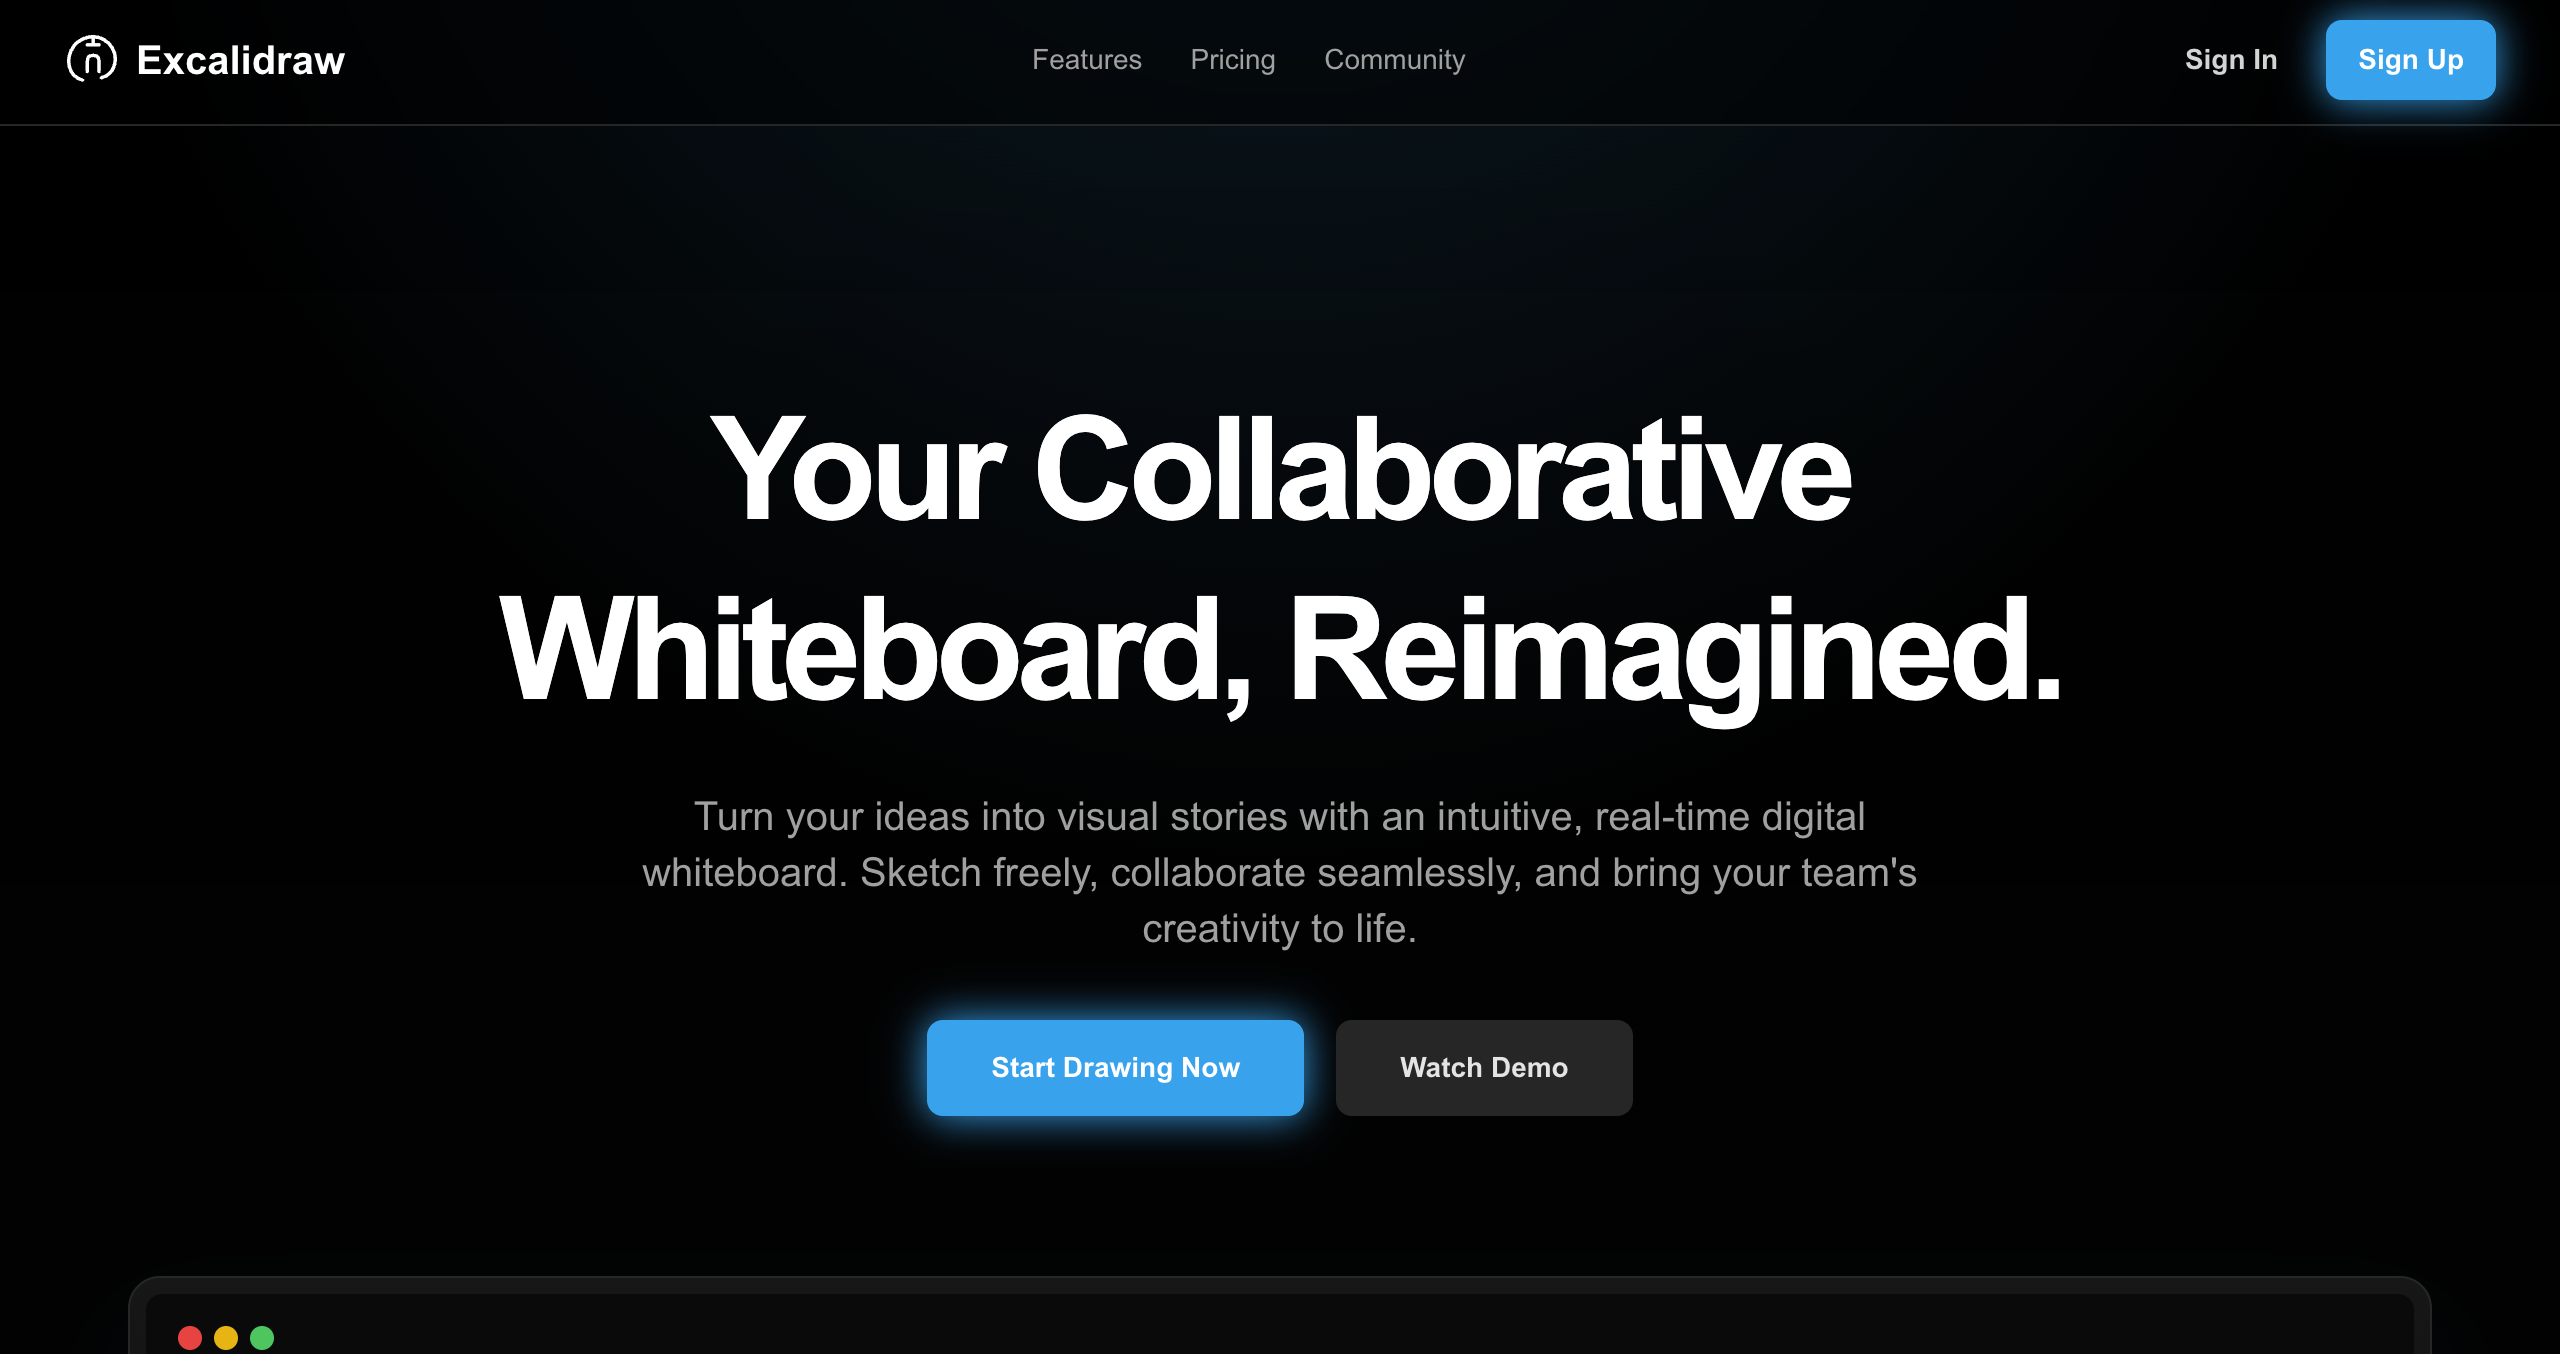 Excalidraw
Features
Pricing
Community
Sign In
Sign Up
Your Collaborative
Whiteboard, Reimagined.
Turn your ideas into visual stories with an intuitive, real-time digital
whiteboard. Sketch freely, collaborate seamlessly, and bring your team's
creativity to life.
Start Drawing Now
Watch Demo